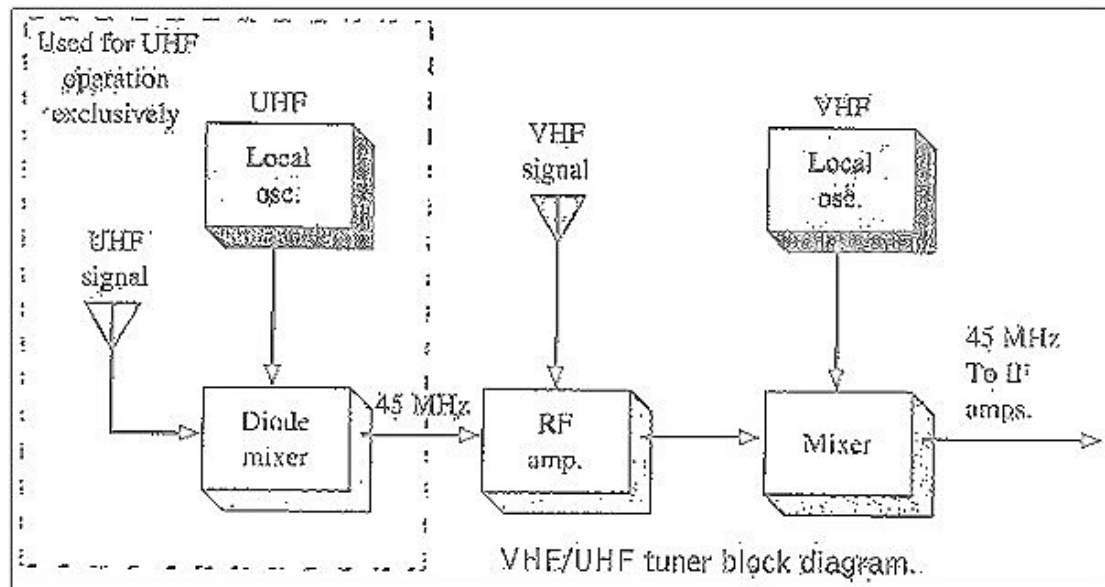 Used for UHF
operation
exclusively
UHF
Local
osc.
UHF
signal
Diode
mixer
45 MHz
VHF
signal
RF
amp.
VHF
Local
osc.
Mixer
45 MHz
To IF
amps.
VHF/UHF tuner block diagram.